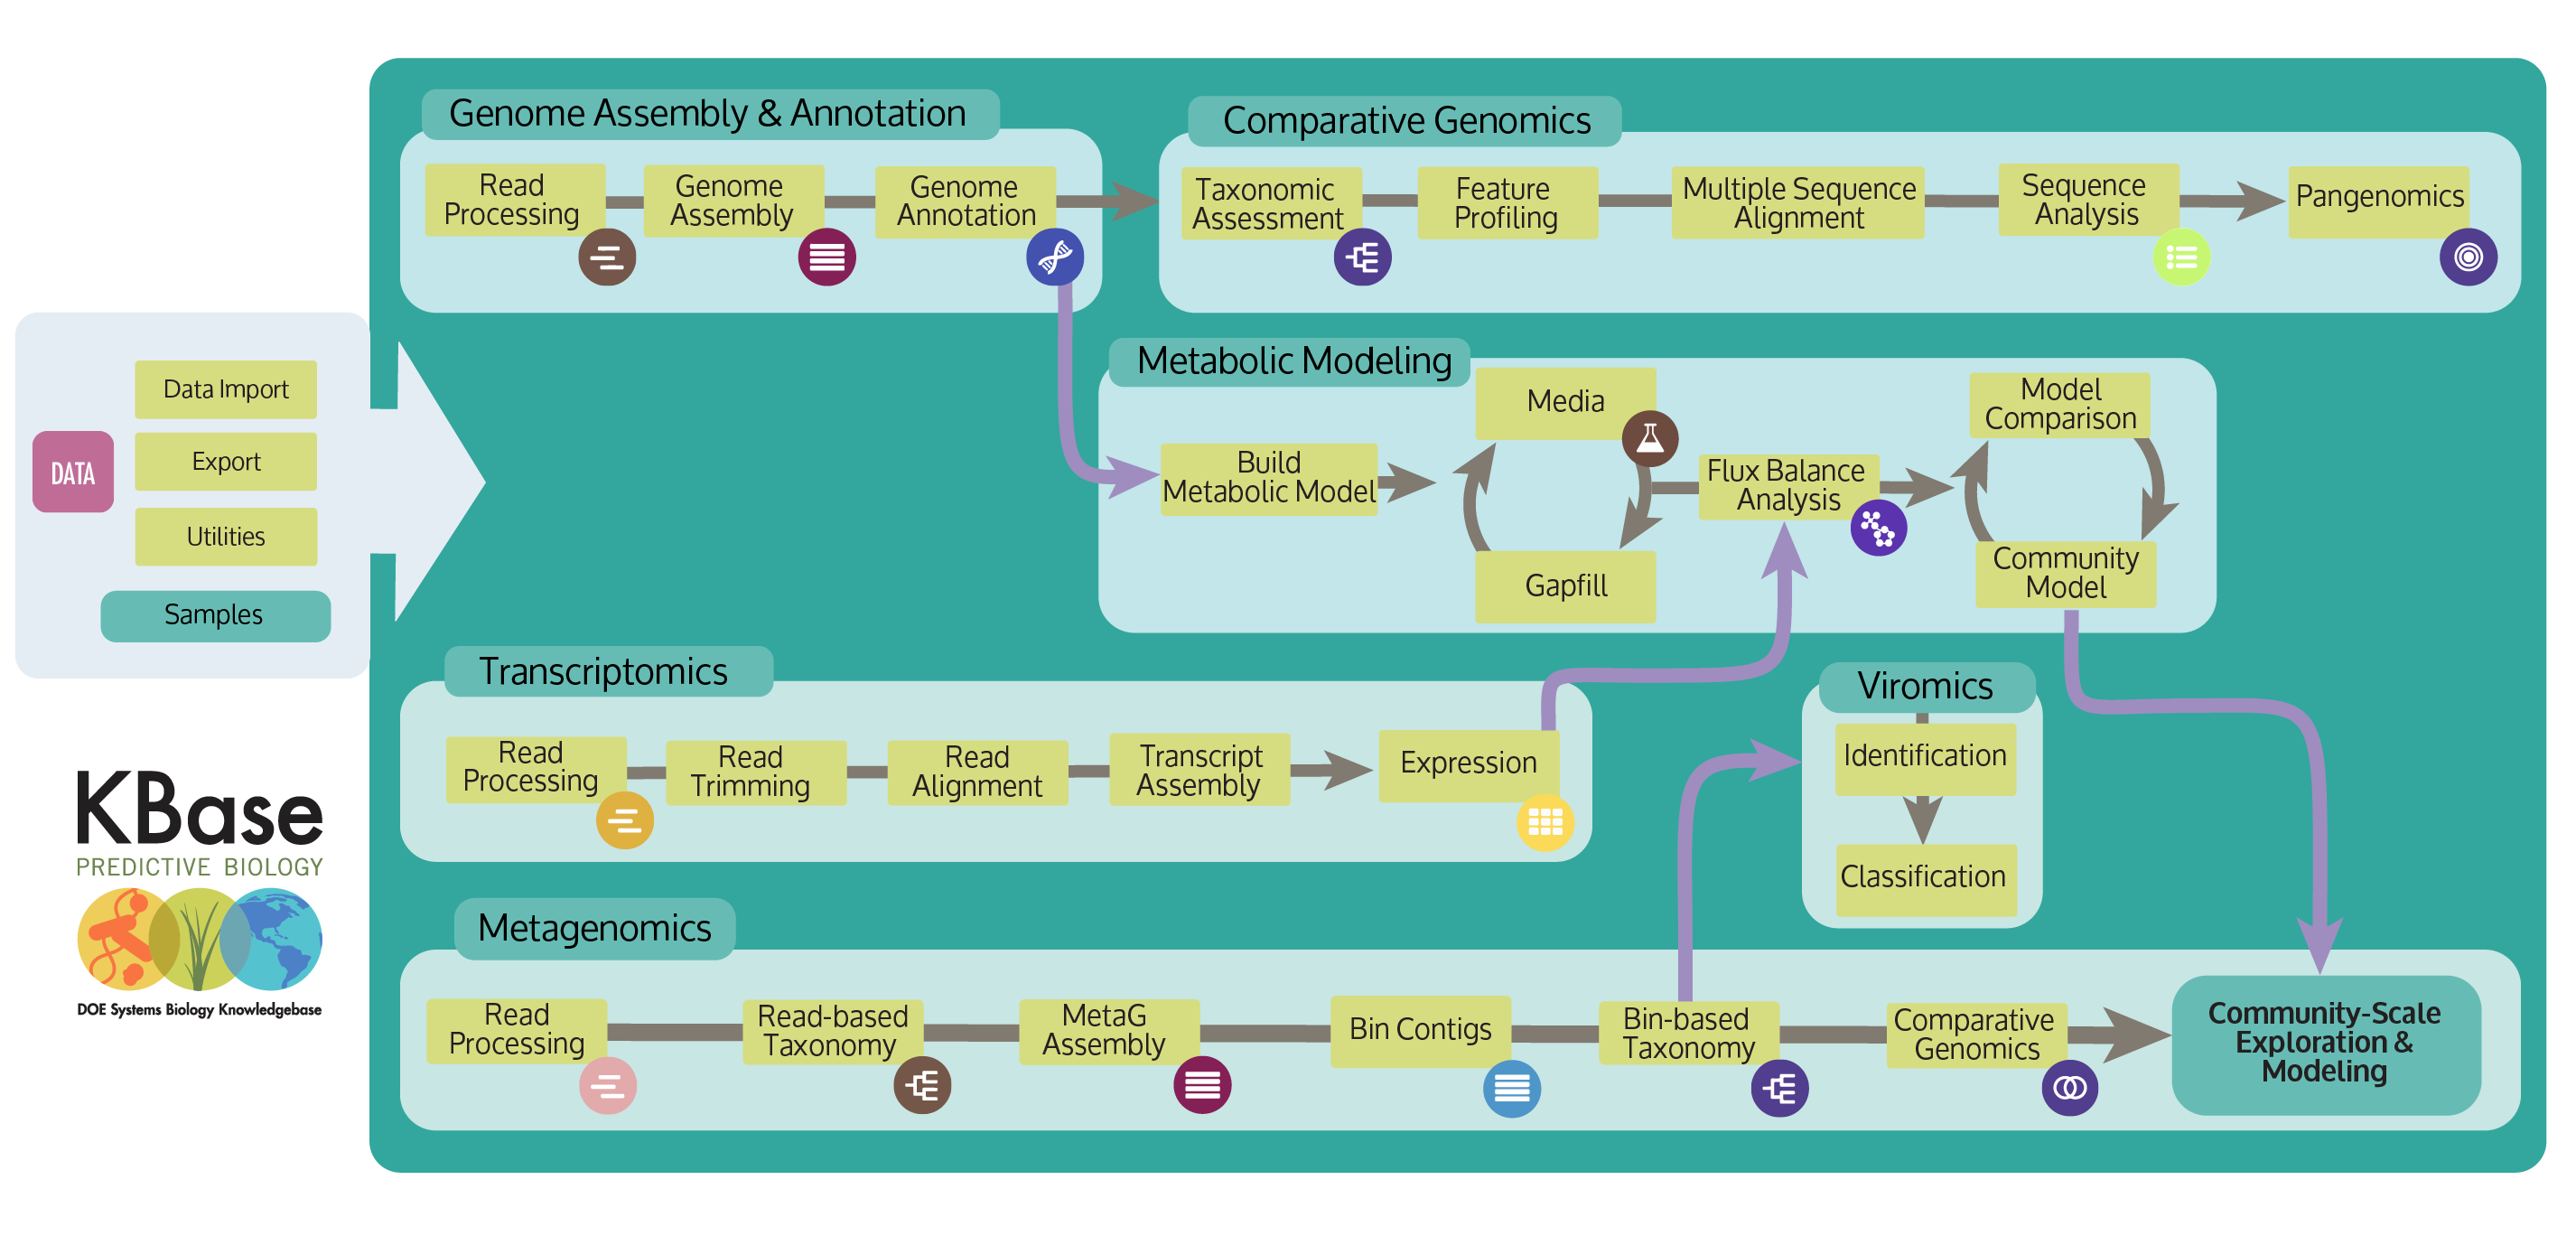 Genome Assembly & Annotation
Read
Processing
Genome
Assembly
Genome
Annotation
Comparative Genomics
Taxonomic
Assessment
Feature
Profiling
Multiple Sequence
Alignment
Sequence
Analysis
Pangenomics
DATA
Data Import
Export
Utilities
Samples
Metabolic Modeling
Build
Metabolic Model
Media
Gapfill
Flux Balance
Analysis
Model
Comparison
Community
Model
Transcriptomics
Read
Processing
Read
Trimming
Read
Alignment
Transcript
Assembly
Expression
Viromics
Identification
Classification
KBase
PREDICTIVE BIOLOGY
DOE Systems Biology Knowledgebase
Metagenomics
Read
Processing
Read-based
Taxonomy
MetaG
Assembly
Bin Contigs
Bin-based
Taxonomy
Comparative
Genomics
Community-Scale
Exploration &
Modeling